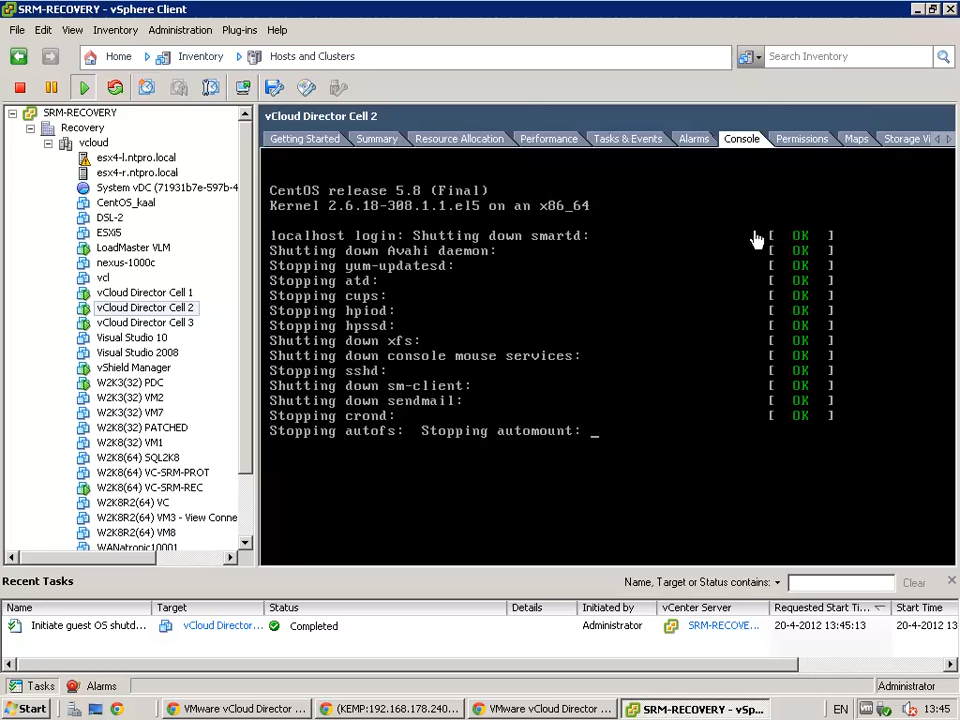 SRM-RECOVERY - vSphere Client
File Edit View Inventory Administration Plug-ins Help
Home Inventory Hosts and Clusters
Search Inventory
SRM-RECOVERY
Recovery
vcloud
esx4-l.ntpro.local
esx4-r.ntpro.local
System vDC (71931b7e-597b-4
CentOS_kaal
DSL-2
ESXi5
LoadMaster VLM
nexus-1000c
vcl
vCloud Director Cell 1
vCloud Director Cell 2
vCloud Director Cell 3
Visual Studio 10
Visual Studio 2008
vShield Manager
W2K3(32) PDC
W2K3(32) VM2
W2K3(32) VM7
W2K3(32) PATCHED
W2K8(32) VM1
W2K8(64) SQL2K8
W2K8(64) VC-SRM-PROT
W2K8(64) VC-SRM-REC
W2K8R2(64) VC
W2K8R2(64) VM3 - View Conne
W2K8R2(64) VM8
WANatronic10001
vCloud Director Cell 2
Getting Started Summary Resource Allocation Performance Tasks & Events Alarms Console Permissions Maps Storage Vi
CentOS release 5.8 (Final)
Kernel 2.6.18-308.1.1.el5 on an x86_64
localhost login: Shutting down smartd: [ OK ]
Shutting down Avahi daemon: [ OK ]
Stopping yum-updatesd: [ OK ]
Stopping atd: [ OK ]
Stopping cups: [ OK ]
Stopping hpiod: [ OK ]
Stopping hpssd: [ OK ]
Shutting down xfs: [ OK ]
Shutting down console mouse services: [ OK ]
Stopping sshd: [ OK ]
Shutting down sm-client: [ OK ]
Shutting down sendmail: [ OK ]
Stopping crond: [ OK ]
Stopping autofs: Stopping automount: _
Recent Tasks
Name, Target or Status contains: Clear
Name Target Status Details Initiated by vCenter Server Requested Start Ti... Start Time
Initiate guest OS shutd... vCloud Director... Completed Administrator SRM-RECOVE... 20-4-2012 13:45:13 20-4-2012 13
Tasks Alarms Administrator
Start VMware vCloud Director ... (KEMP:192.168.178.240... VMware vCloud Director ... SRM-RECOVERY - vSp... EN 13:45